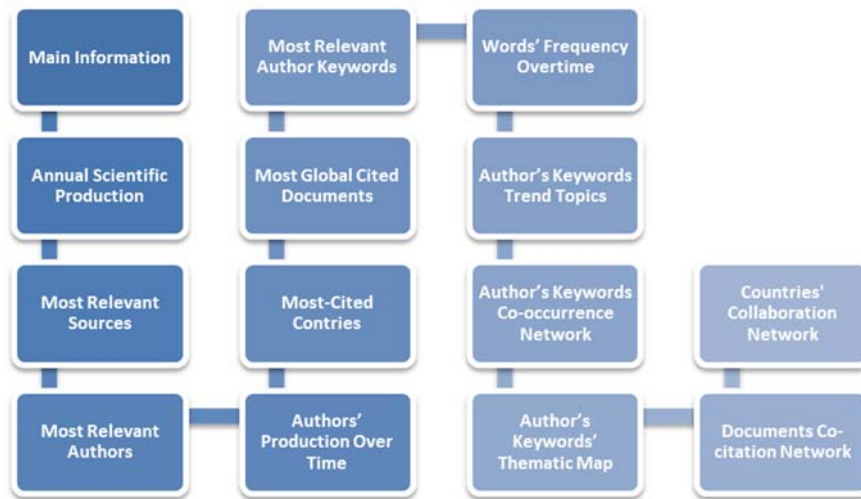 Main Information
Annual Scientific
Production
Most Relevant
Sources
Most Relevant
Authors
Authors'
Production Over
Time
Most-Cited
Contries
Most Global Cited
Documents
Most Relevant
Author Keywords
Words' Frequency
Overtime
Author's Keywords
Trend Topics
Author's Keywords
Co-occurrence
Network
Author's
Keywords'
Thematic Map
Documents Co-
citation Network
Countries'
Collaboration
Network